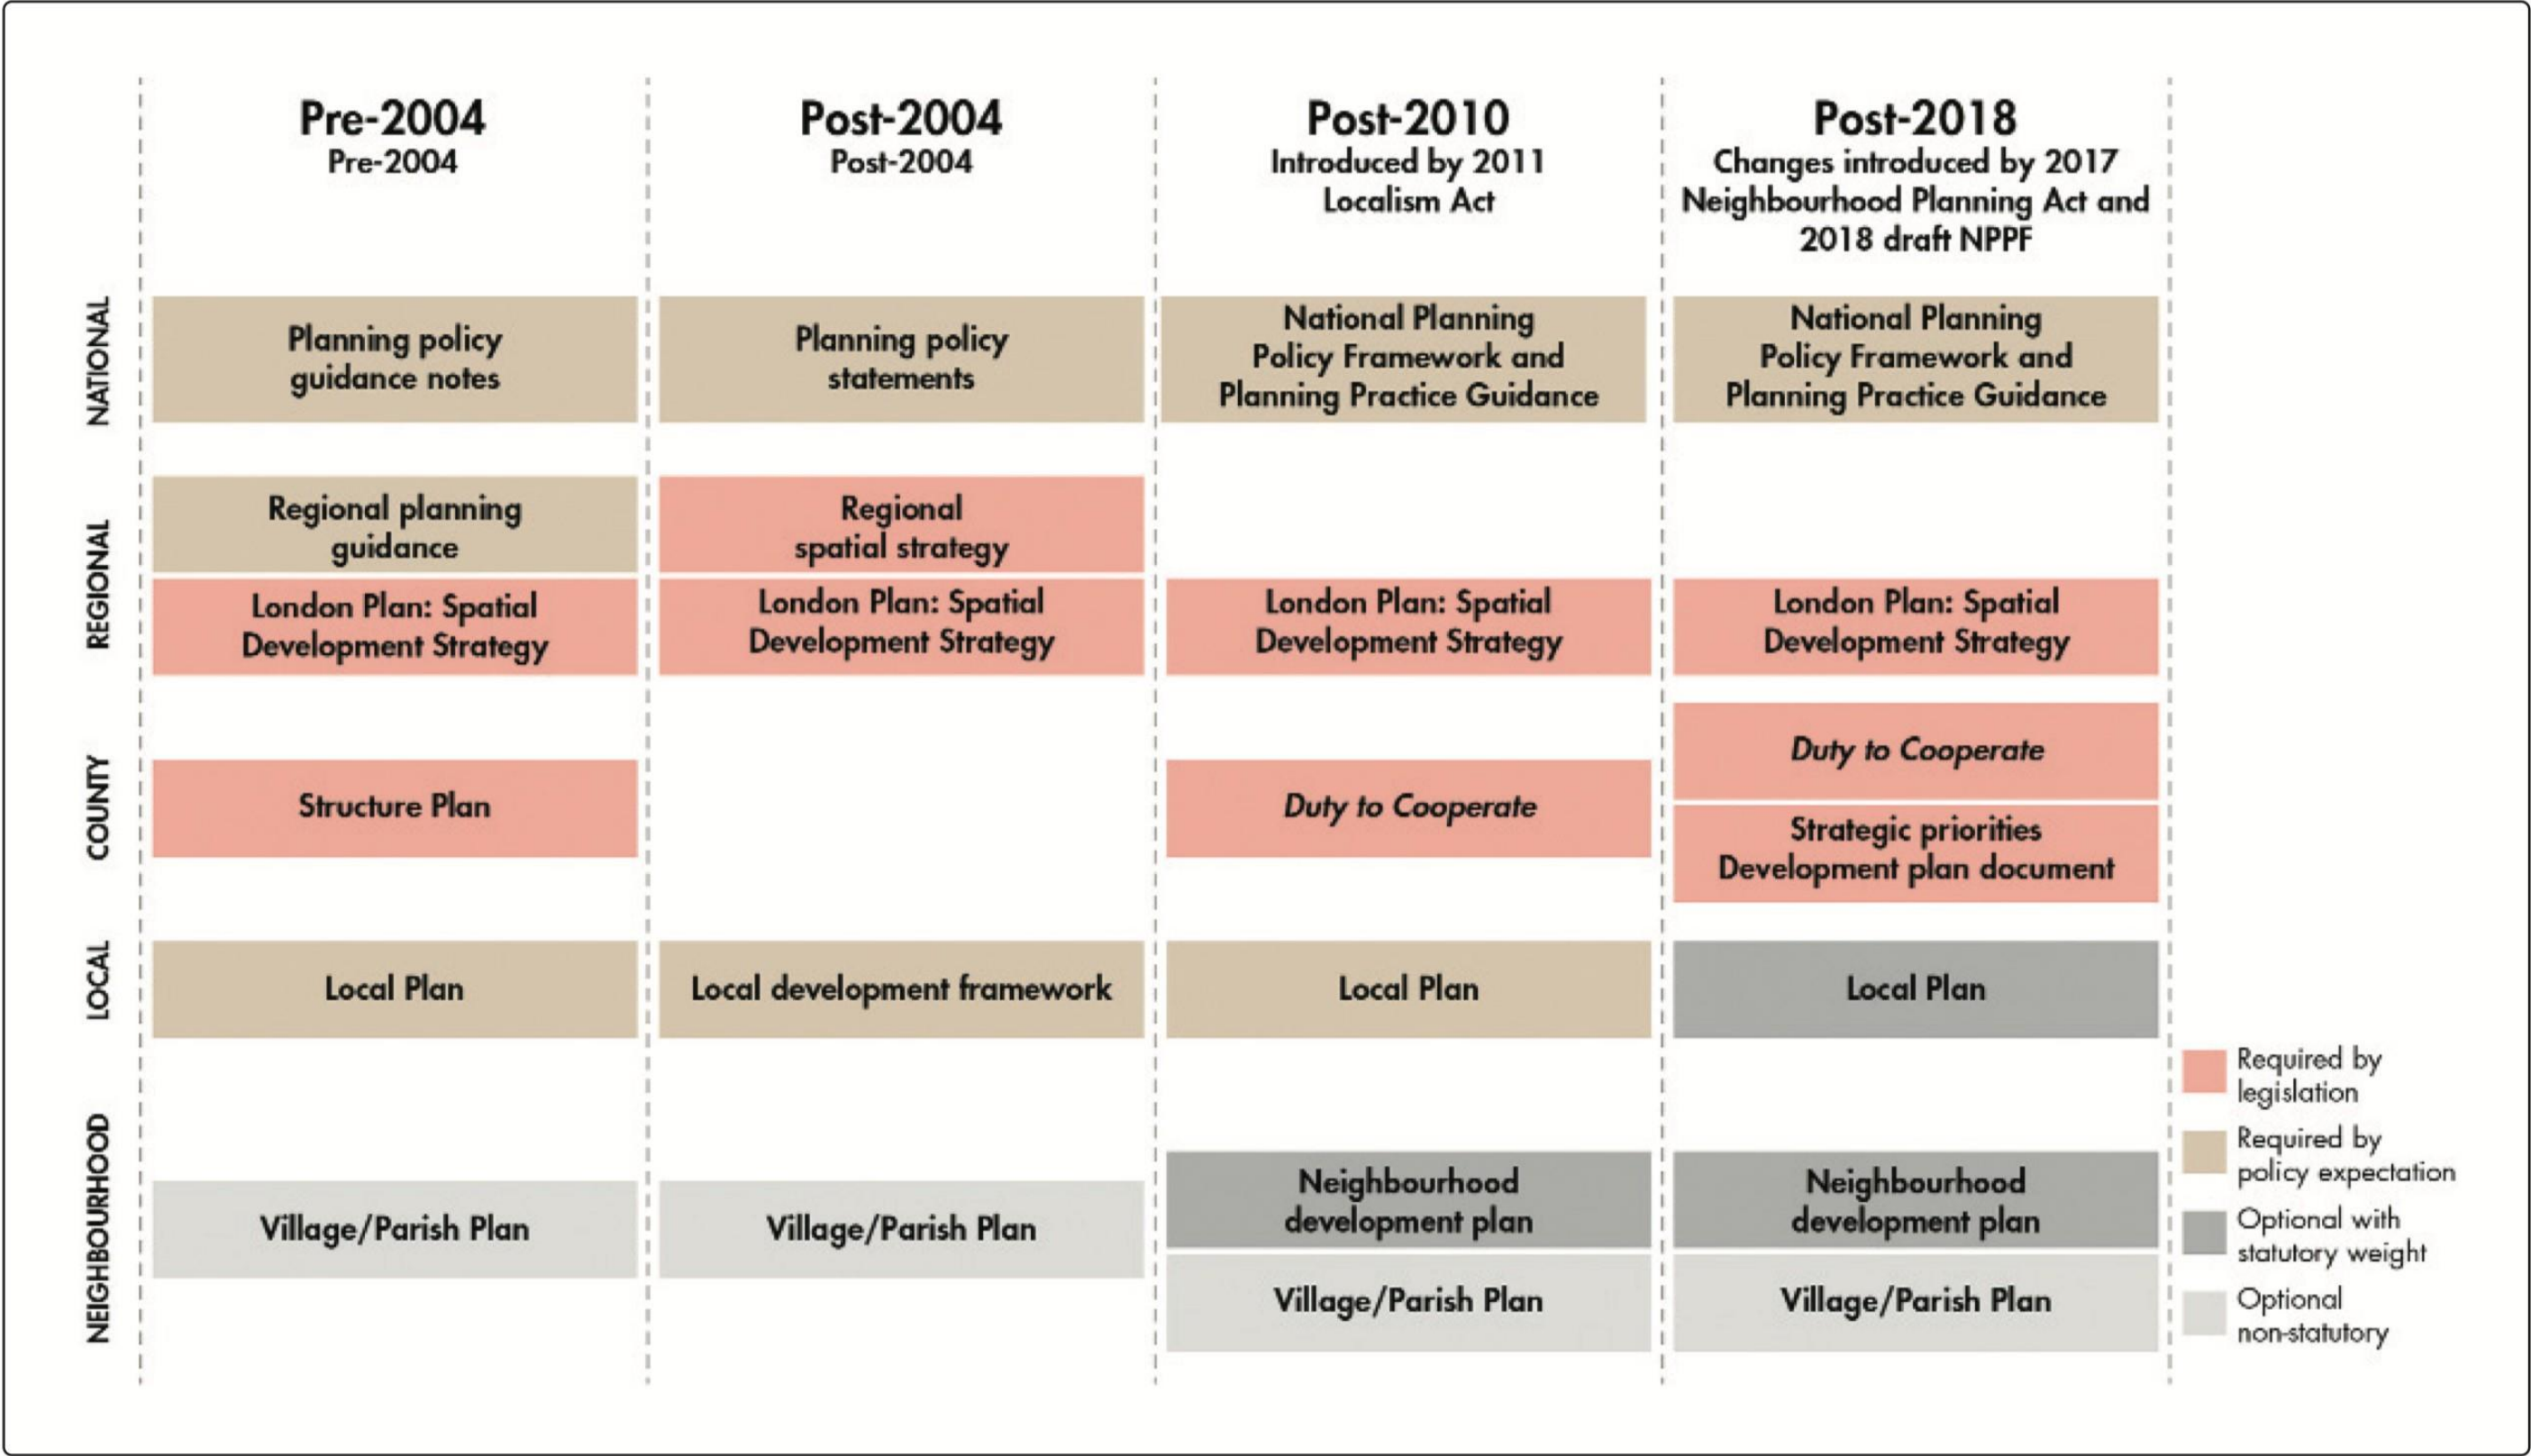 Pre-2004
Pre-2004
Post-2004
Post-2004
Post-2010
Introduced by 2011
Localism Act
Post-2018
Changes introduced by 2017
Neighbourhood Planning Act and
2018 draft NPPF
NATIONAL
Planning policy
guidance notes
Planning policy
statements
National Planning
Policy Framework and
Planning Practice Guidance
National Planning
Policy Framework and
Planning Practice Guidance
REGIONAL
Regional planning
guidance
Regional
spatial strategy
London Plan: Spatial
Development Strategy
London Plan: Spatial
Development Strategy
London Plan: Spatial
Development Strategy
London Plan: Spatial
Development Strategy
COUNTY
Structure Plan
Duty to Cooperate
Duty to Cooperate
Strategic priorities
Development plan document
LOCAL
Local Plan
Local development framework
Local Plan
Local Plan
NEIGHBOURHOOD
Village/Parish Plan
Village/Parish Plan
Neighbourhood
development plan
Village/Parish Plan
Neighbourhood
development plan
Village/Parish Plan
Required by
legislation
Required by
policy expectation
Optional with
statutory weight
Optional
non-statutory